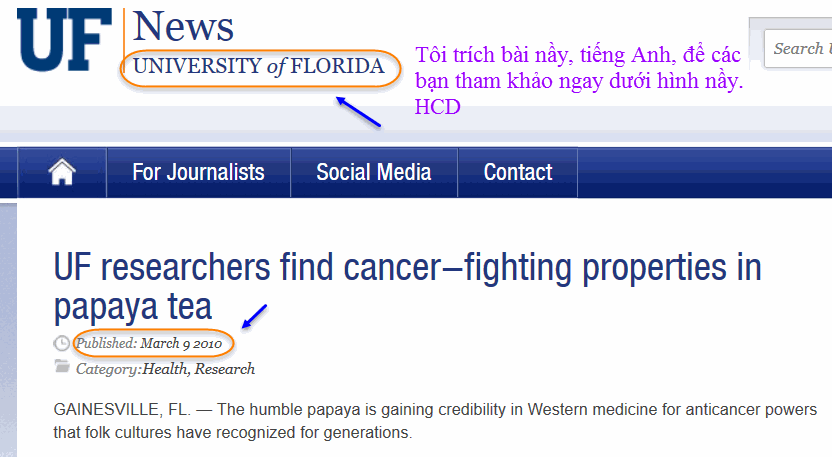 UF News
UNIVERSITY of FLORIDA
Tôi trích bài nầy, tiếng Anh, để các
bạn tham khảo ngay dưới hình nầy.
HCD
Search
For Journalists
Social Media
Contact
UF researchers find cancer–fighting properties in
papaya tea
Published: March 9 2010
Category:Health, Research
GAINESVILLE, FL. — The humble papaya is gaining credibility in Western medicine for anticancer powers
that folk cultures have recognized for generations.